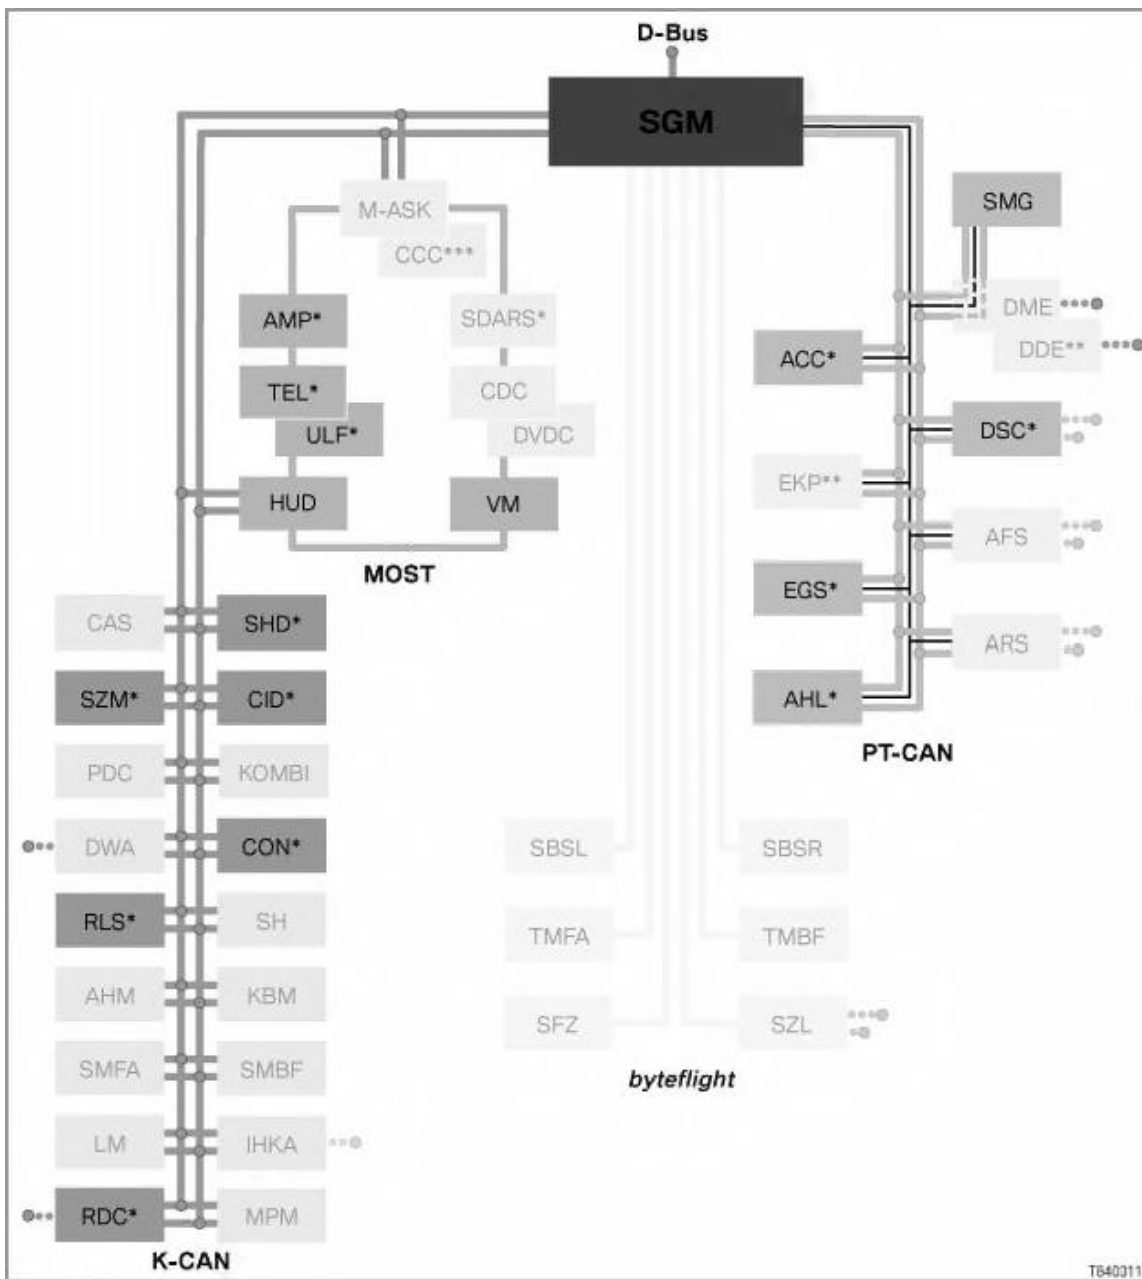 D-Bus
SGM
M-ASK
CCC***
SMG
AMP*
SDARS*
DME
DDE**
ACC*
TEL*
CDC
ULF*
DVDC
DSC*
HUD
VM
EKP**
AFS
MOST
EGS*
CAS
SHD*
ARS
SZM*
CID*
AHL*
PT-CAN
PDC
KOMBI
DWA
CON*
SBSL
SBSR
RLS*
SH
TMFA
TMBF
AHM
KBM
SFZ
SZL
SMFA
SMBF
byteflight
LM
IHKA
RDC*
MPM
K-CAN
T640311